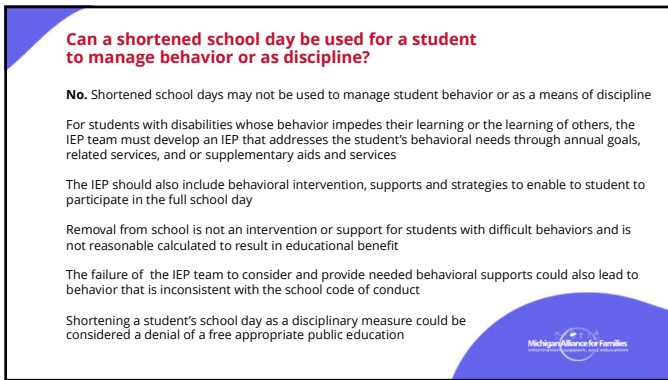 Can a shortened school day be used for a student
to manage behavior or as discipline?
No. Shortened school days may not be used to manage student behavior or as a means of discipline
For students with disabilities whose behavior impedes their learning or the learning of others, the
IEP team must develop an IEP that addresses the student's behavioral needs through annual goals,
related services, and or supplementary aids and services
The IEP should also include behavioral intervention, supports and strategies to enable to student to
participate in the full school day
Removal from school is not an intervention or support for students with difficult behaviors and is
not reasonable calculated to result in educational benefit
The failure of the IEP team to consider and provide needed behavioral supports could also lead to
behavior that is inconsistent with the school code of conduct
Shortening a student's school day as a disciplinary measure could be
considered a denial of a free appropriate public education
Michigan Alliance for Families
information, support, and education